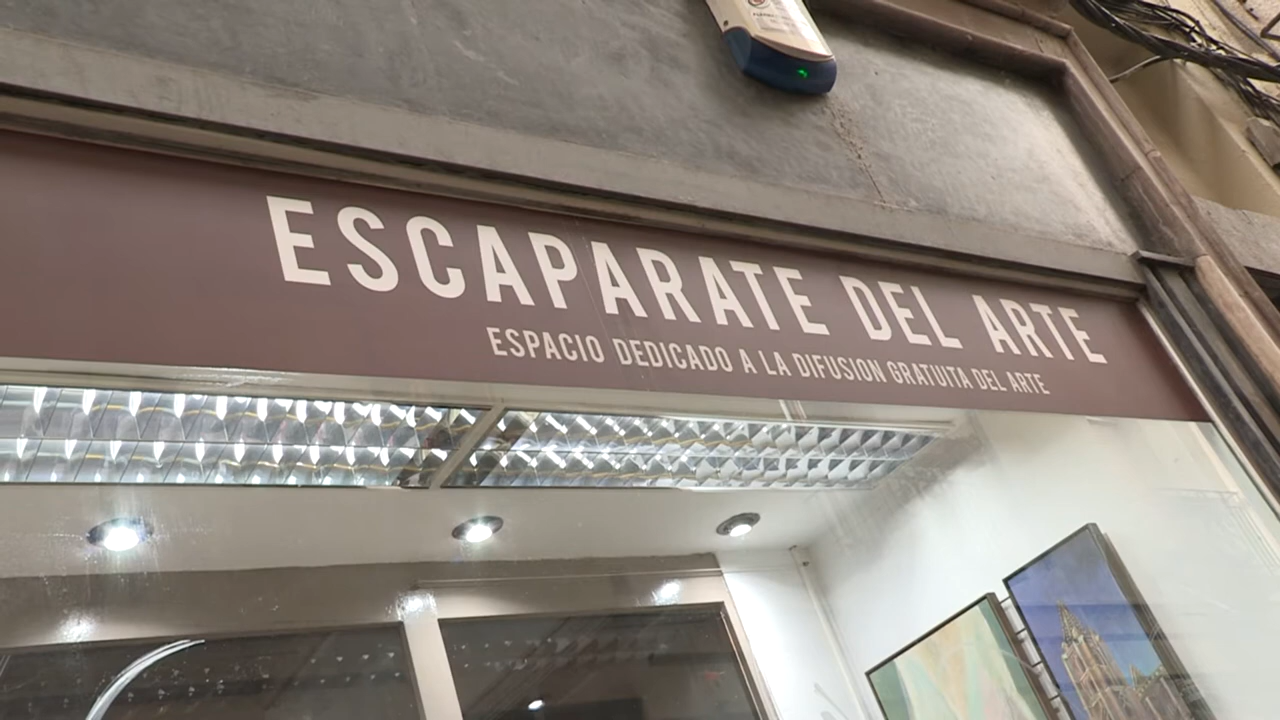 ESCAPARATE DEL ARTE
ESPACIO DEDICADO A LA DIFUSION GRATUITA DEL ARTE